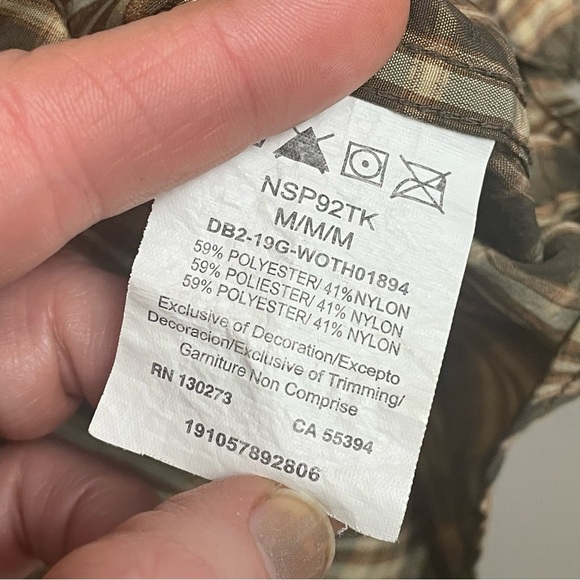 NSP92TK
M/M/M
DB2-19G-WOTH01894
59% POLYESTER/ 41%NYLON
59% POLIESTER/ 41% NYLON
59% POLYESTER/ 41% NYLON
Exclusive of Decoration/Excepto
Decoracion/Exclusive of Trimming/
Garniture Non Comprise
RN 130273 CA 55394
191057892806